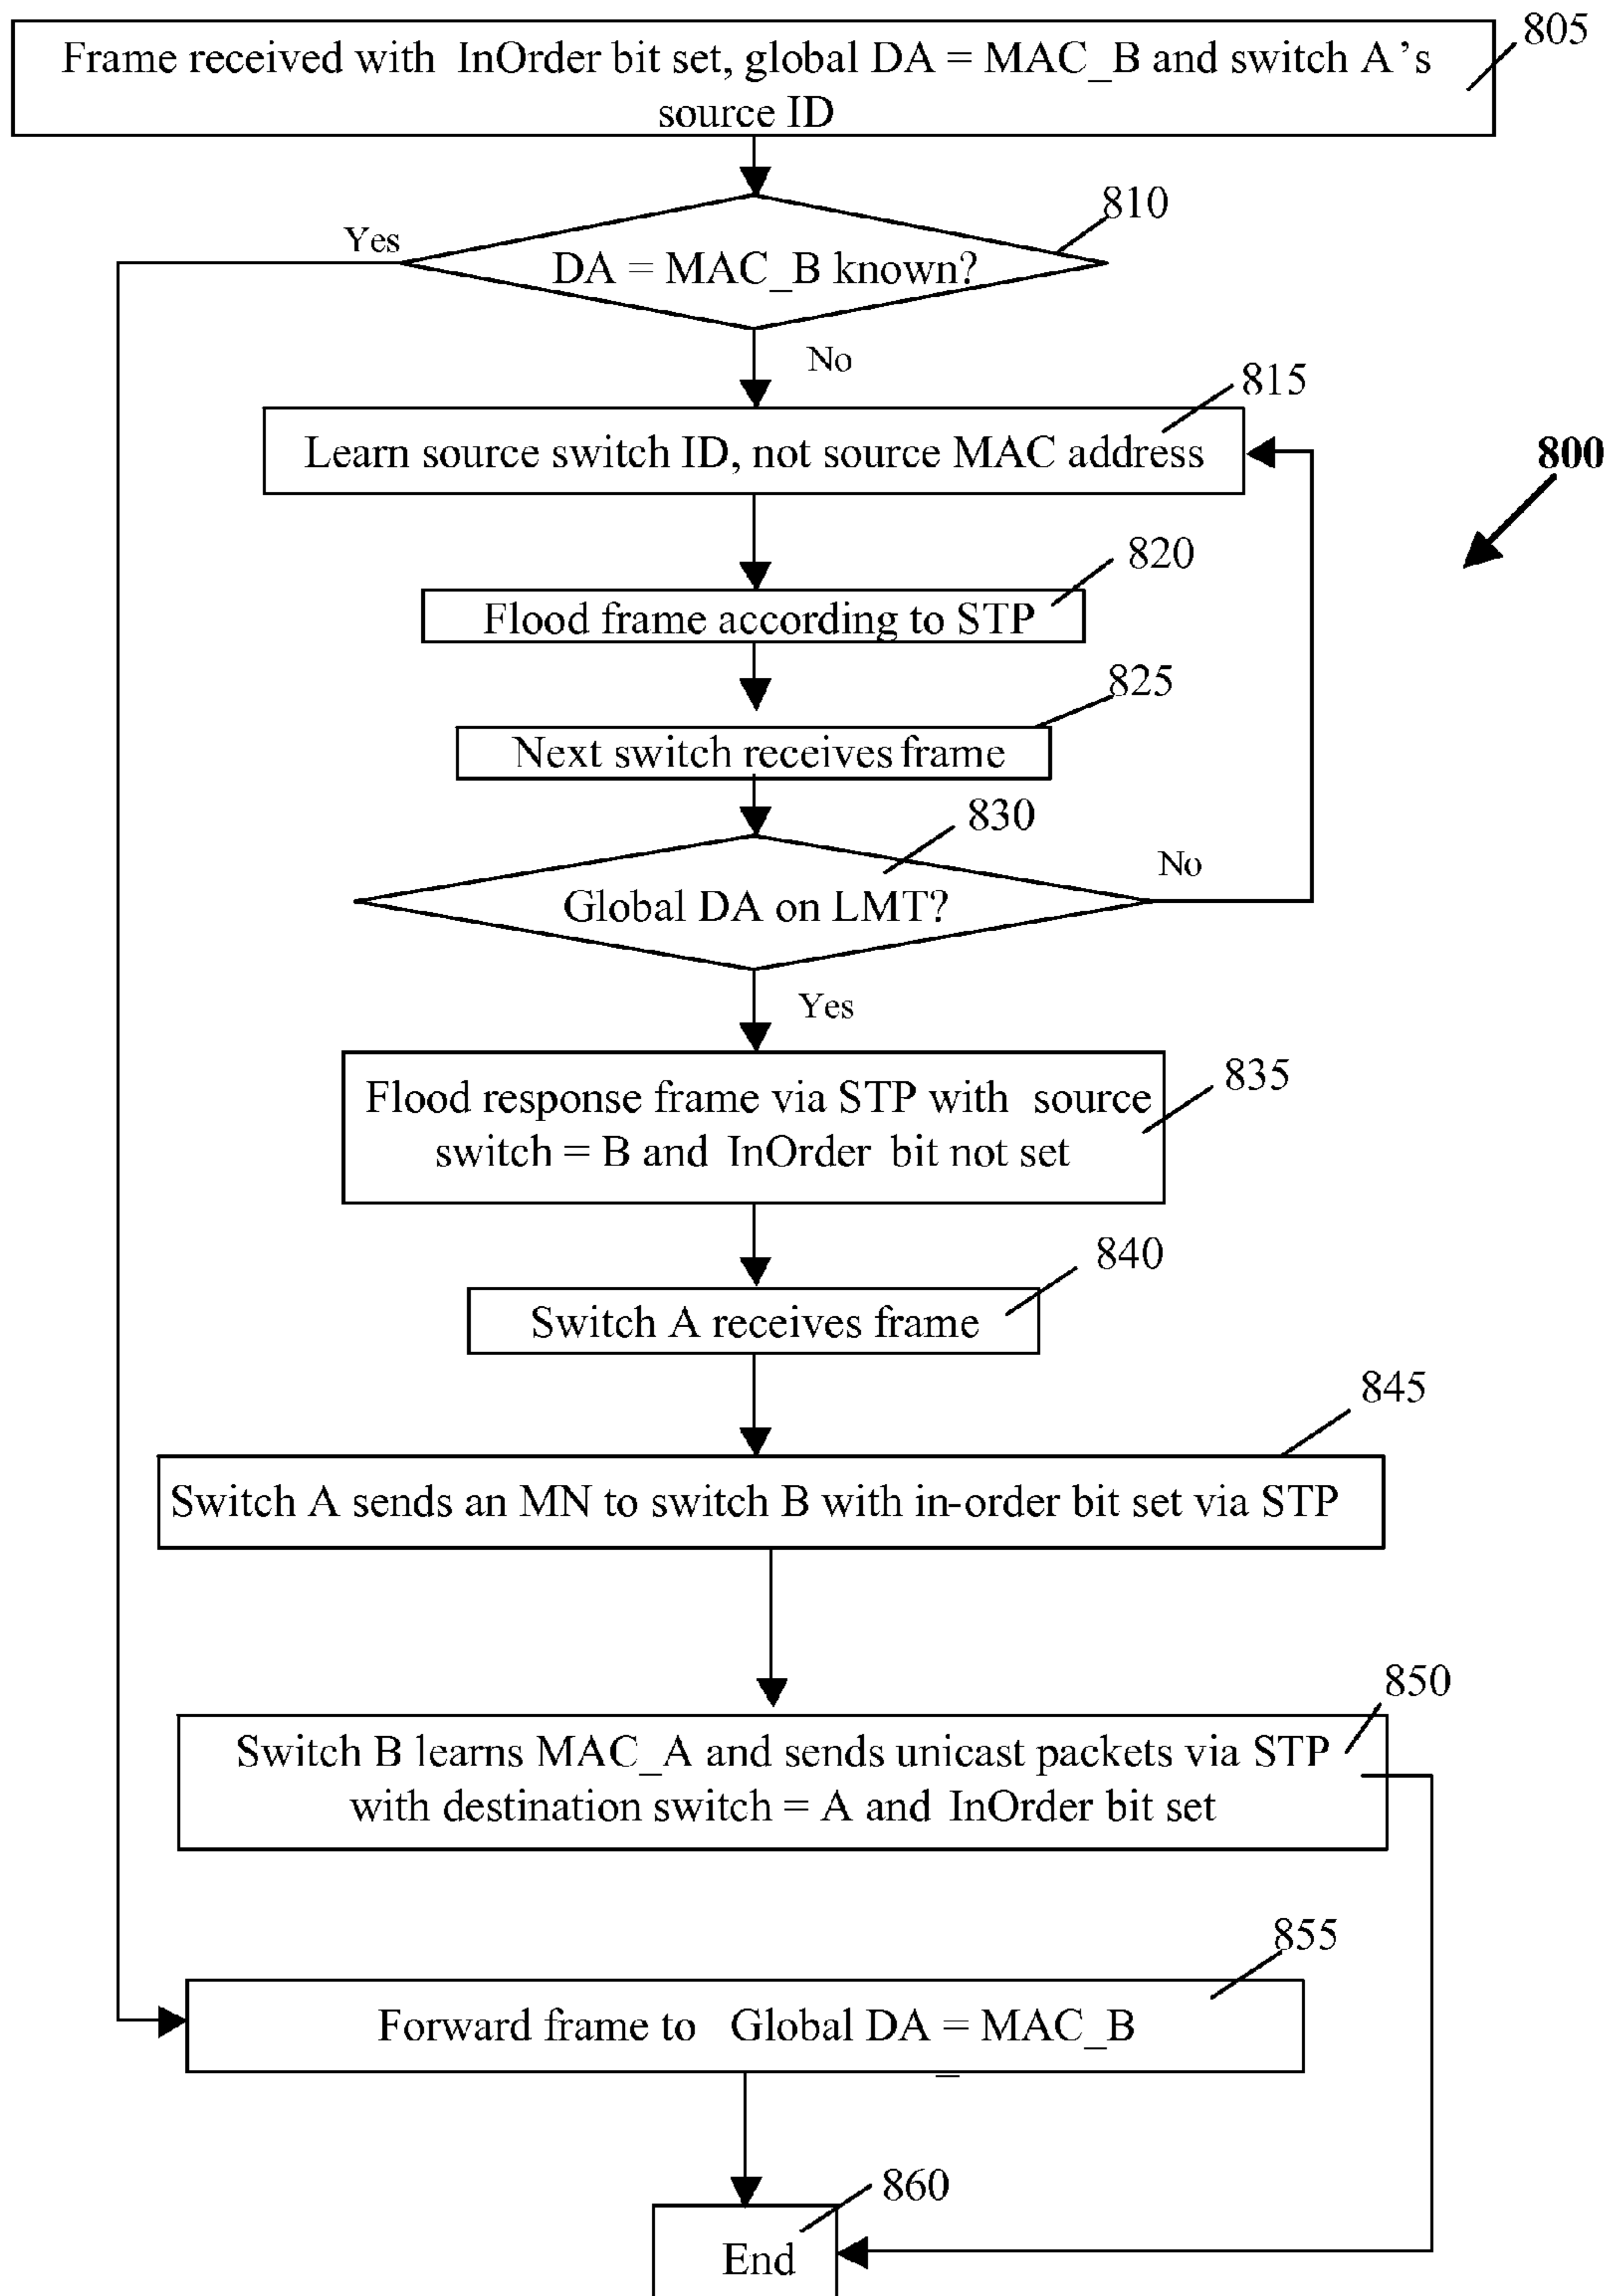 805
Frame received with InOrder bit set, global DA = MAC_B and switch A's
source ID
810
Yes
DA = MAC_B known?
No
815
Learn source switch ID, not source MAC address
800
820
Flood frame according to STP
825
Next switch receives frame
830
No
Global DA on LMT?
Yes
835
Flood response frame via STP with source
switch = B and InOrder bit not set
840
Switch A receives frame
845
Switch A sends an MN to switch B with in-order bit set via STP
850
Switch B learns MAC_A and sends unicast packets via STP
with destination switch = A and InOrder bit set
855
Forward frame to Global DA = MAC_B
860
End